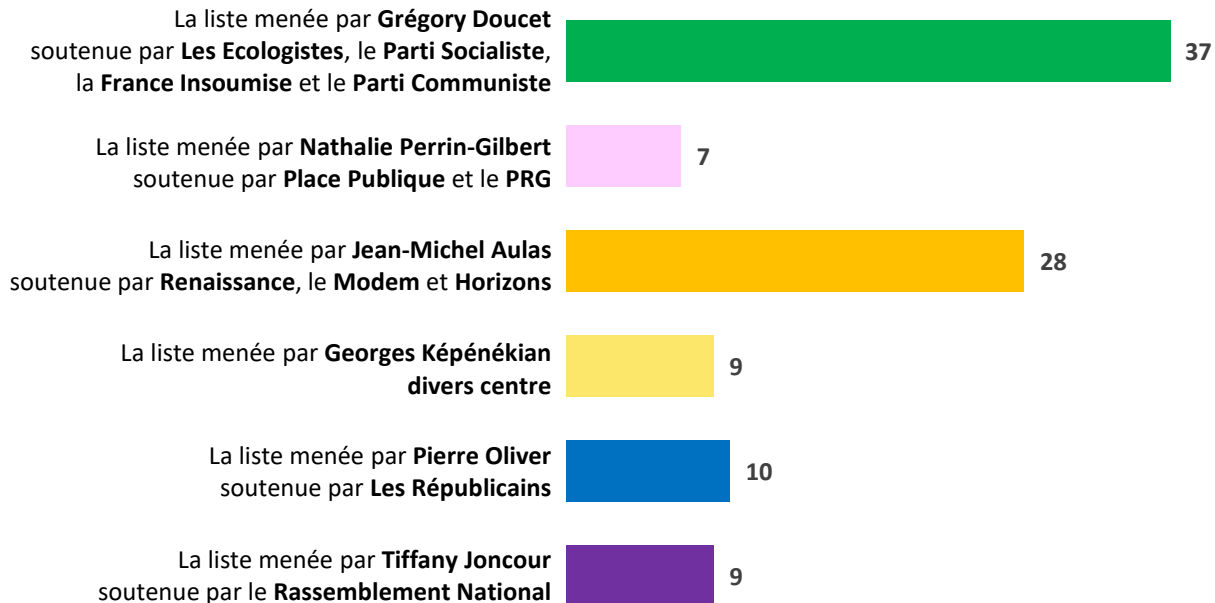 La liste menée par Grégory Doucet
soutenue par Les Ecologistes, le Parti Socialiste,
la France Insoumise et le Parti Communiste
37
La liste menée par Nathalie Perrin-Gilbert
soutenue par Place Publique et le PRG
7
La liste menée par Jean-Michel Aulas
soutenue par Renaissance, le Modem et Horizons
28
La liste menée par Georges Képénékian
divers centre
9
La liste menée par Pierre Oliver
soutenue par Les Républicains
10
La liste menée par Tiffany Joncour
soutenue par le Rassemblement National
9